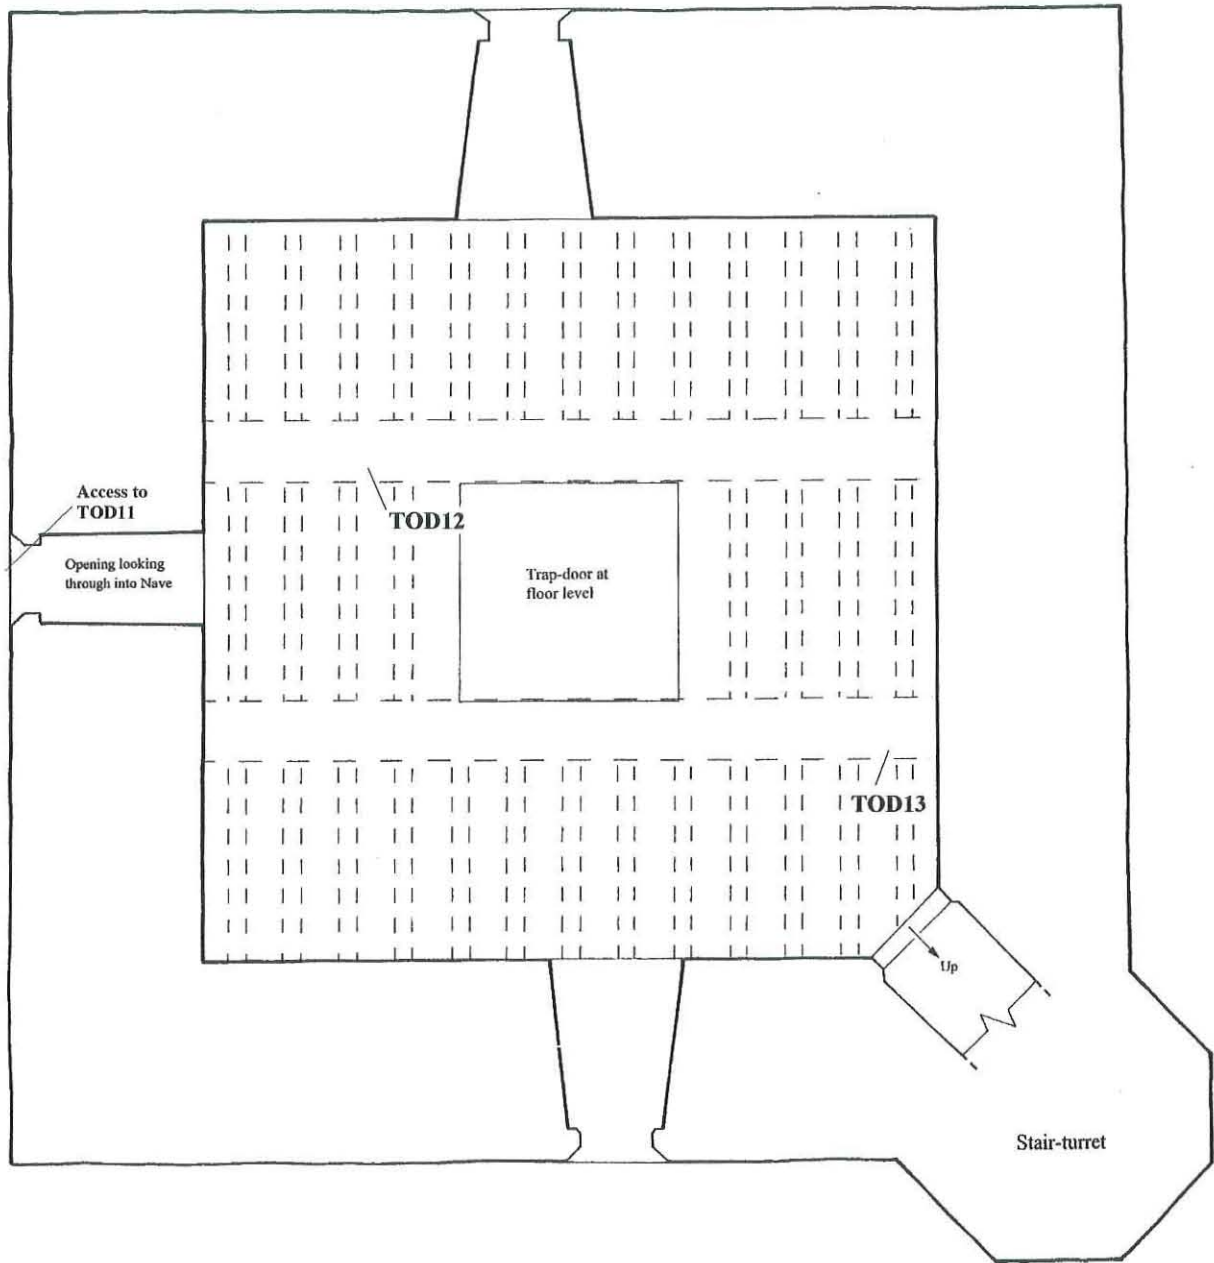 Access to
TOD11
TOD12
Opening looking
through into Nave
Trap-door at
floor level
TOD13
Up
Stair-turret